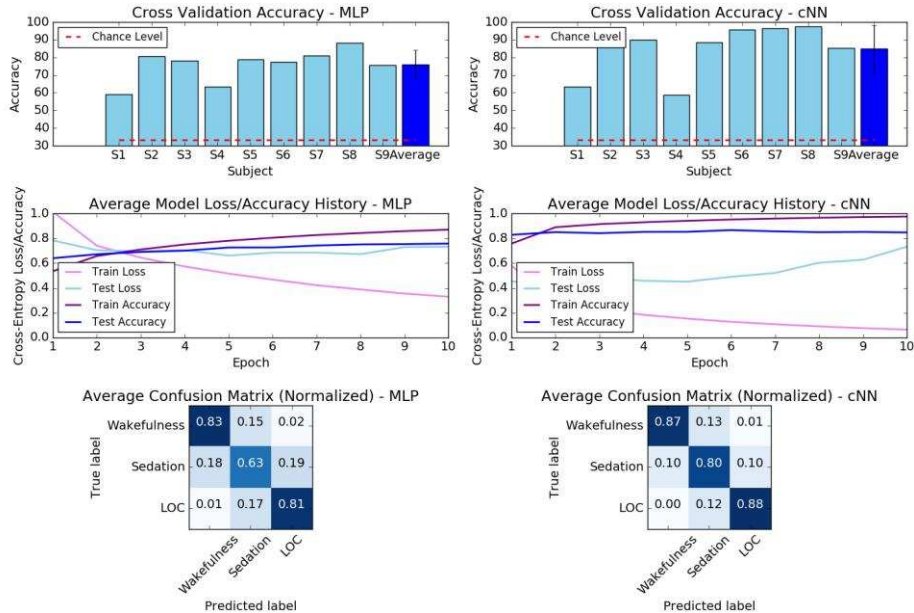 Cross Validation Accuracy - MLP
Accuracy
100
90
80
70
60
50
40
30
Chance Level
S1 S2 S3 S4 S5 S6 S7 S8 S9Average
Subject
Cross Validation Accuracy - cNN
Accuracy
100
90
80
70
60
50
40
30
Chance Level
S1 S2 S3 S4 S5 S6 S7 S8 S9Average
Subject
Average Model Loss/Accuracy History - MLP
Cross-Entropy Loss/Accuracy
1.0
0.8
0.6
0.4
0.2
0.0
Train Loss
Test Loss
Train Accuracy
Test Accuracy
1 2 3 4 5 6 7 8 9 10
Epoch
Average Model Loss/Accuracy History - cNN
Cross-Entropy Loss/Accuracy
1.0
0.8
0.6
0.4
0.2
0.0
Train Loss
Test Loss
Train Accuracy
Test Accuracy
1 2 3 4 5 6 7 8 9 10
Epoch
Average Confusion Matrix (Normalized) - MLP
True label
Wakefulness 0.83 0.15 0.02
Sedation 0.18 0.63 0.19
LOC 0.01 0.17 0.81
Wakefulness Sedation LOC
Predicted label
Average Confusion Matrix (Normalized) - cNN
True label
Wakefulness 0.87 0.13 0.01
Sedation 0.10 0.80 0.10
LOC 0.00 0.12 0.88
Wakefulness Sedation LOC
Predicted label